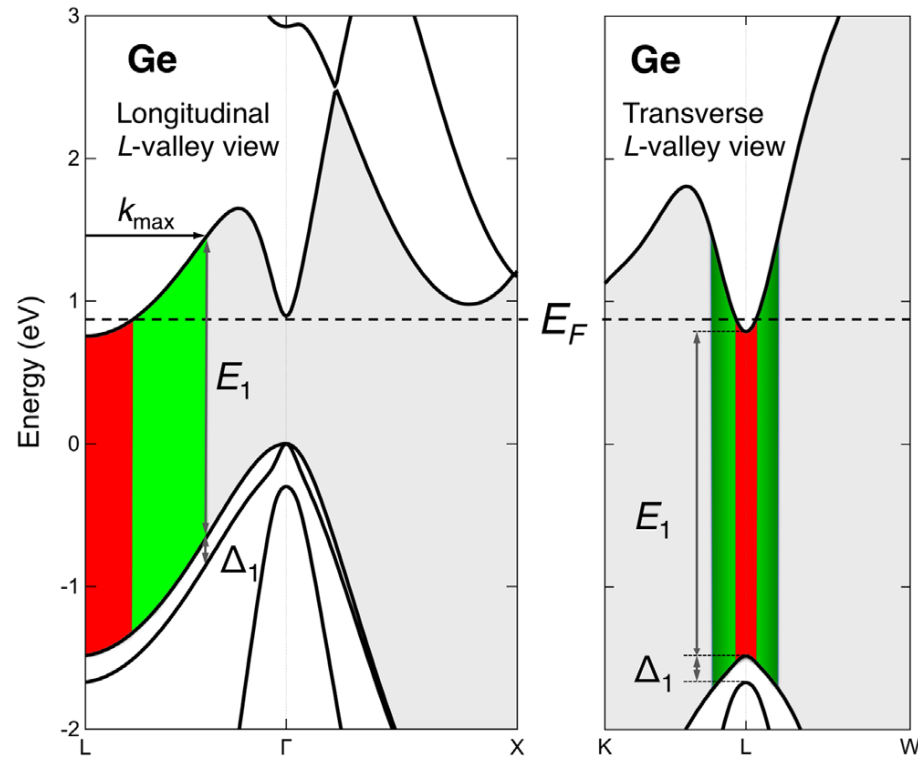 Ge
Longitudinal
L-valley view
k_max
E_1
Δ_1
Energy (eV)
3
2
1
0
-1
-2
L
Γ
X
E_F
Ge
Transverse
L-valley view
E_1
Δ_1
K
L
W